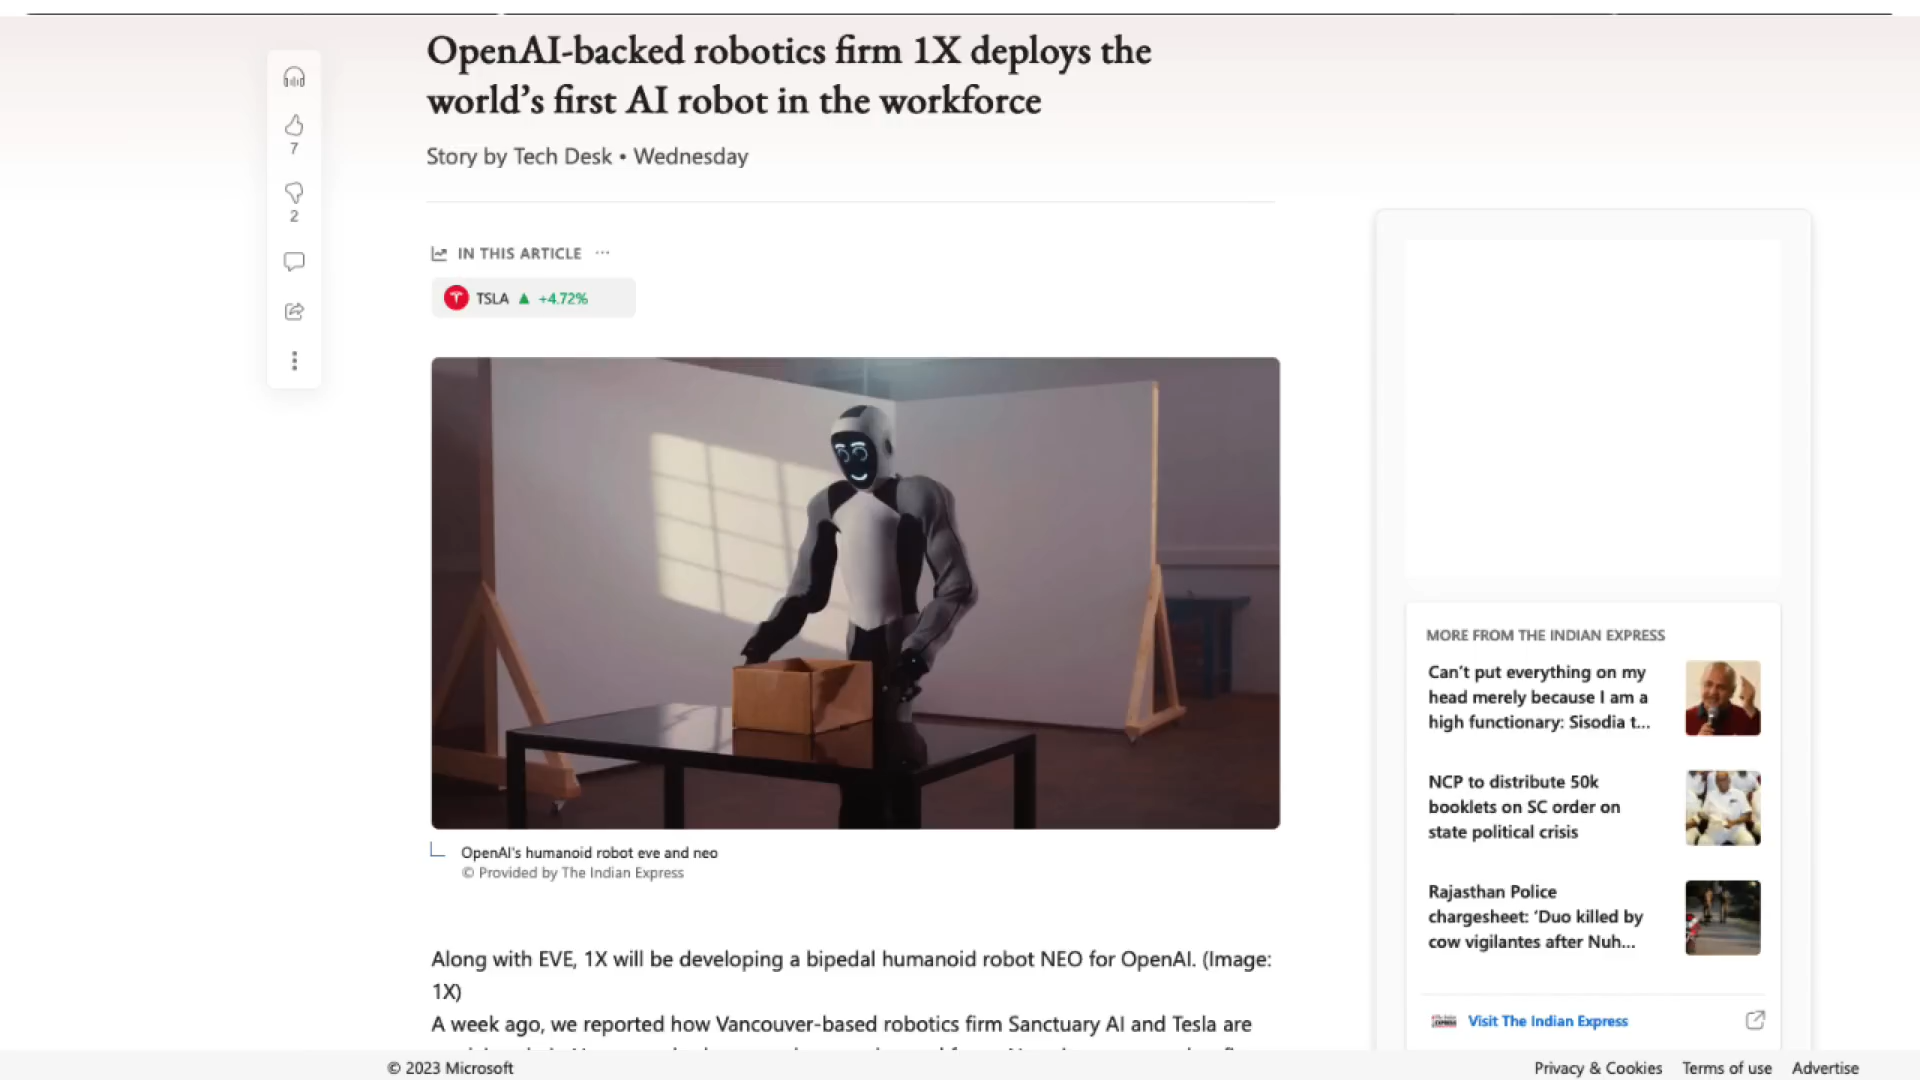 OpenAI-backed robotics firm 1X deploys the
world’s first AI robot in the workforce
Story by Tech Desk • Wednesday
7
2
IN THIS ARTICLE ...
TSLA ▲ +4.72%
OpenAI's humanoid robot eve and neo
© Provided by The Indian Express
Along with EVE, 1X will be developing a bipedal humanoid robot NEO for OpenAI. (Image:
1X)
A week ago, we reported how Vancouver-based robotics firm Sanctuary AI and Tesla are
MORE FROM THE INDIAN EXPRESS
Can’t put everything on my
head merely because I am a
high functionary: Sisodia t...
NCP to distribute 50k
booklets on SC order on
state political crisis
Rajasthan Police
chargesheet: ‘Duo killed by
cow vigilantes after Nuh...
Visit The Indian Express
© 2023 Microsoft
Privacy & Cookies
Terms of use
Advertise